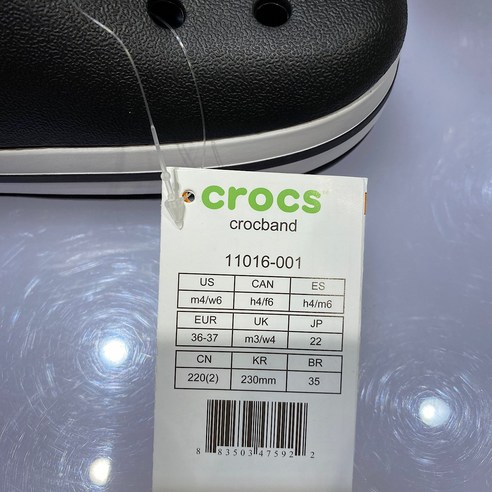 crocs™
crocband
11016-001
US CAN ES
m4/w6 h4/f6 h4/m6
EUR UK JP
36-37 m3/w4 22
CN KR BR
220(2) 230mm 35
8 83503 47592 2